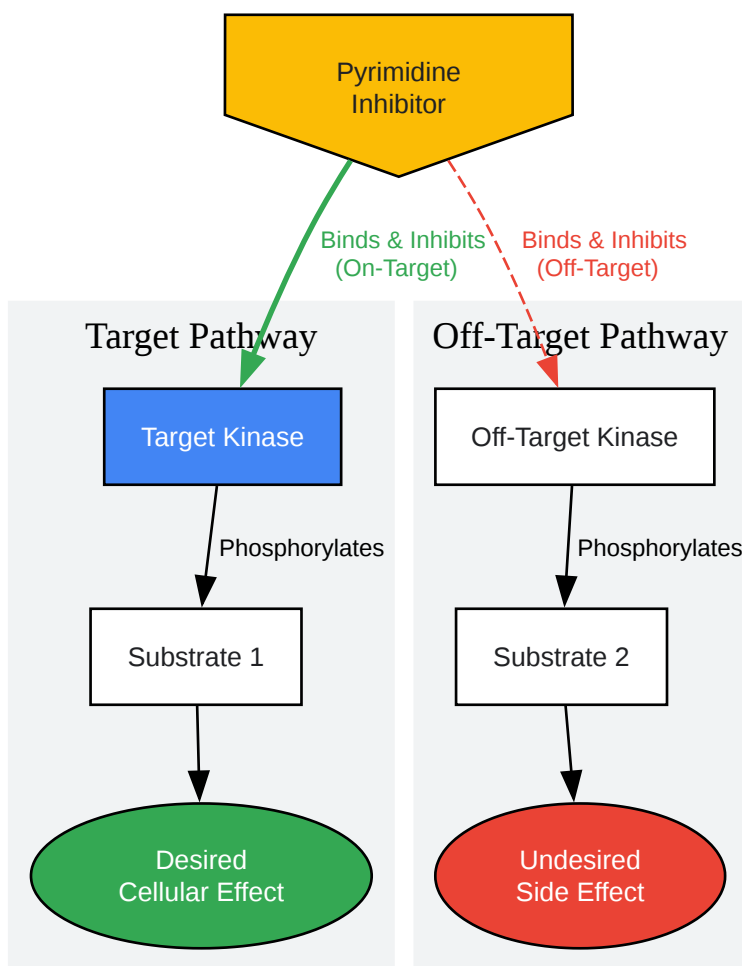 Pyrimidine
Inhibitor
Binds & Inhibits
(On-Target)
Binds & Inhibits
(Off-Target)
Target Pathway
Off-Target Pathway
Target Kinase
Off-Target Kinase
Phosphorylates
Phosphorylates
Substrate 1
Substrate 2
Desired
Cellular Effect
Undesired
Side Effect